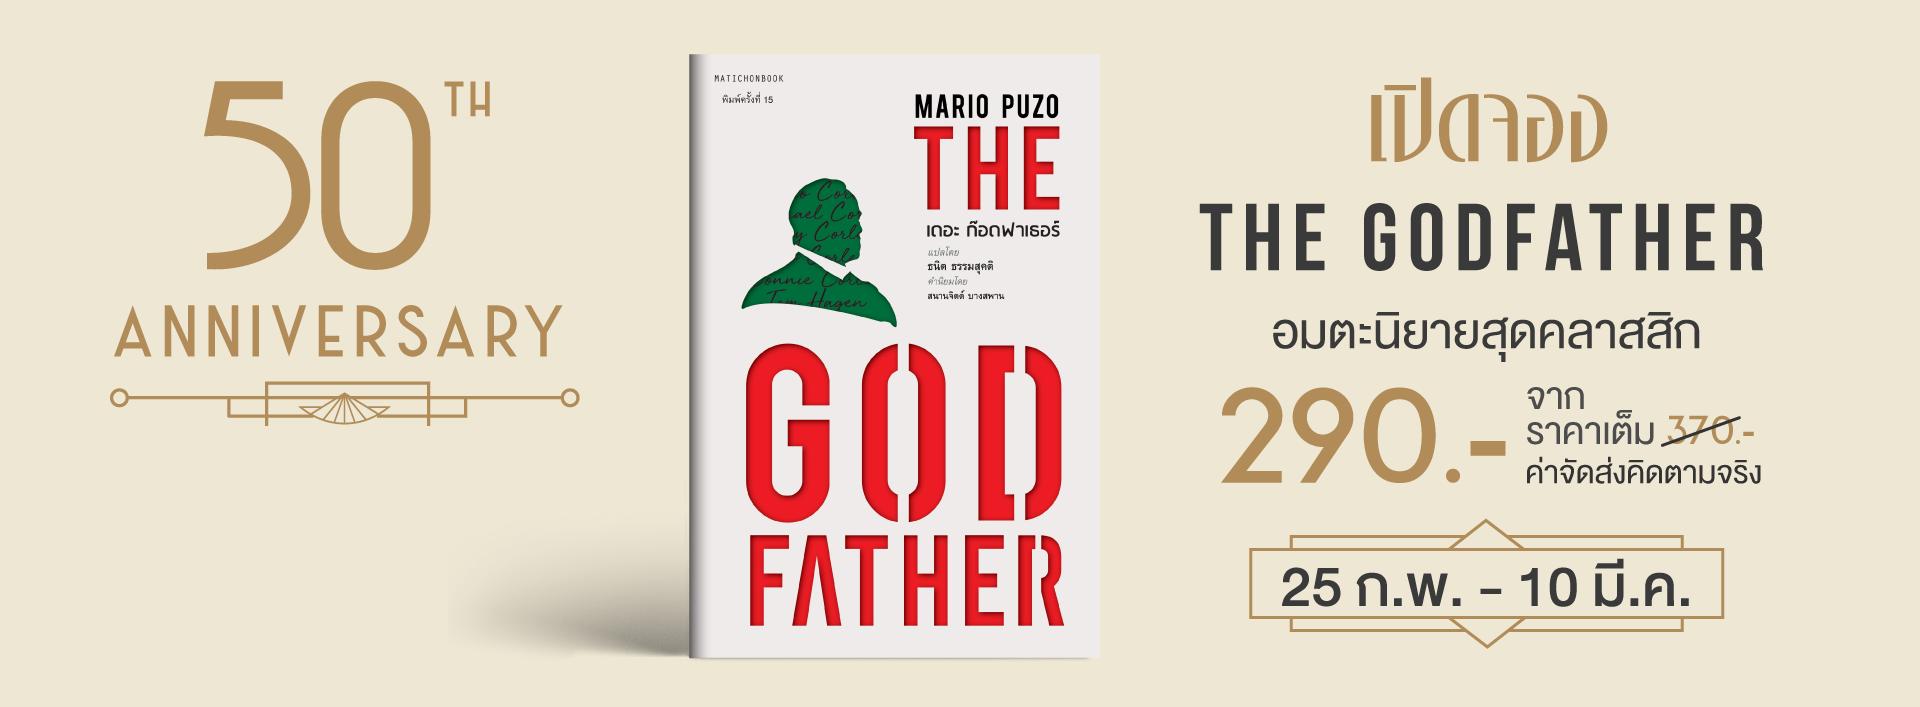 50TH
ANNIVERSARY
MATICHONBOOK
พิมพ์ครั้งที่ 15
MARIO PUZO
THE
เดอะ ก๊อดฟาเธอร์
แปลโดย
ธนิต ธรรมสุคติ
คำนิยมโดย
สนานจิตต์ บางสพาน
Tom Hagen
GOD
FATHER
เปิดจอง
THE GODFATHER
อมตะนิยายสุดคลาสสิก
290.-
จาก
ราคาเต็ม 370.-
ค่าจัดส่งคิดตามจริง
25 ก.พ. - 10 มี.ค.